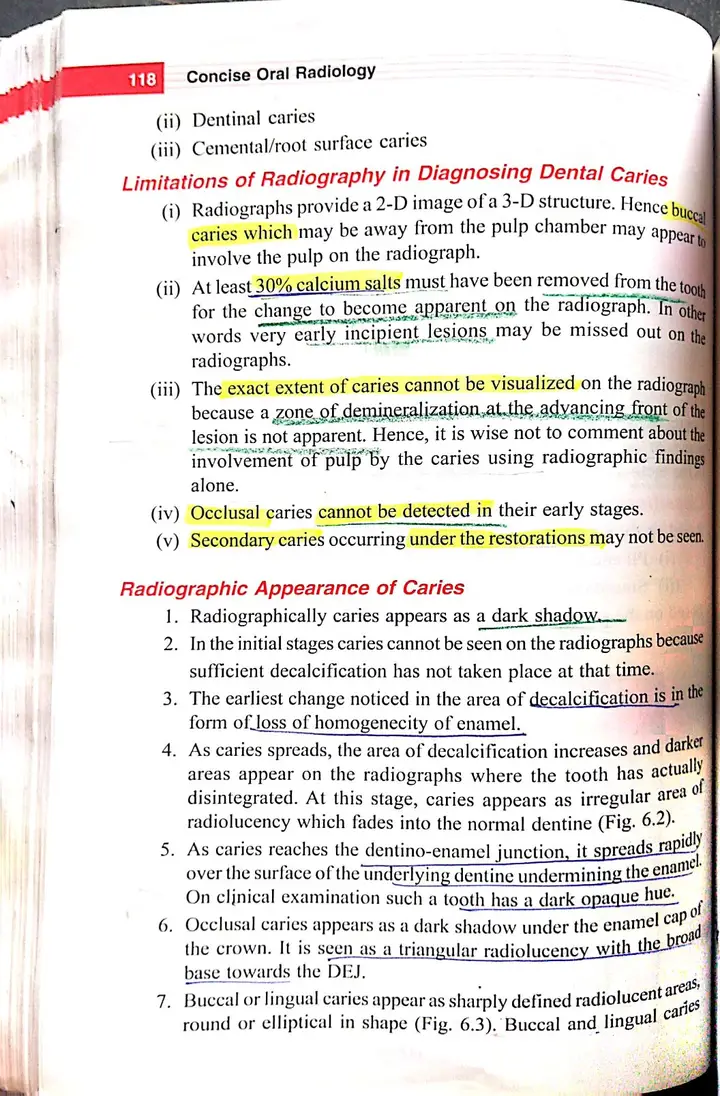 118 Concise Oral Radiology
(ii) Dentinal caries
(iii) Cemental/root surface caries
Limitations of Radiography in Diagnosing Dental Caries
(i) Radiographs provide a 2-D image of a 3-D structure. Hence buccal
caries which may be away from the pulp chamber may appear to
involve the pulp on the radiograph.
(ii) At least 30% calcium salts must have been removed from the tooth
for the change to become apparent on the radiograph. In other
words very early incipient lesions may be missed out on the
radiographs.
(iii) The exact extent of caries cannot be visualized on the radiograph
because a zone of demineralization at the advancing front of the
lesion is not apparent. Hence, it is wise not to comment about the
involvement of pulp by the caries using radiographic findings
alone.
(iv) Occlusal caries cannot be detected in their early stages.
(v) Secondary caries occurring under the restorations may not be seen.
Radiographic Appearance of Caries
1. Radiographically caries appears as a dark shadow.
2. In the initial stages caries cannot be seen on the radiographs because
sufficient decalcification has not taken place at that time.
3. The earliest change noticed in the area of decalcification is in the
form of loss of homogenecity of enamel.
4. As caries spreads, the area of decalcification increases and darker
areas appear on the radiographs where the tooth has actually
disintegrated. At this stage, caries appears as irregular area of
radiolucency which fades into the normal dentine (Fig. 6.2).
5. As caries reaches the dentino-enamel junction, it spreads rapidly
over the surface of the underlying dentine undermining the enamel.
On clinical examination such a tooth has a dark opaque hue.
6. Occlusal caries appears as a dark shadow under the enamel cap of
the crown. It is seen as a triangular radiolucency with the broad
base towards the DEJ.
7. Buccal or lingual caries appear as sharply defined radiolucent areas,
round or elliptical in shape (Fig. 6.3). Buccal and lingual caries